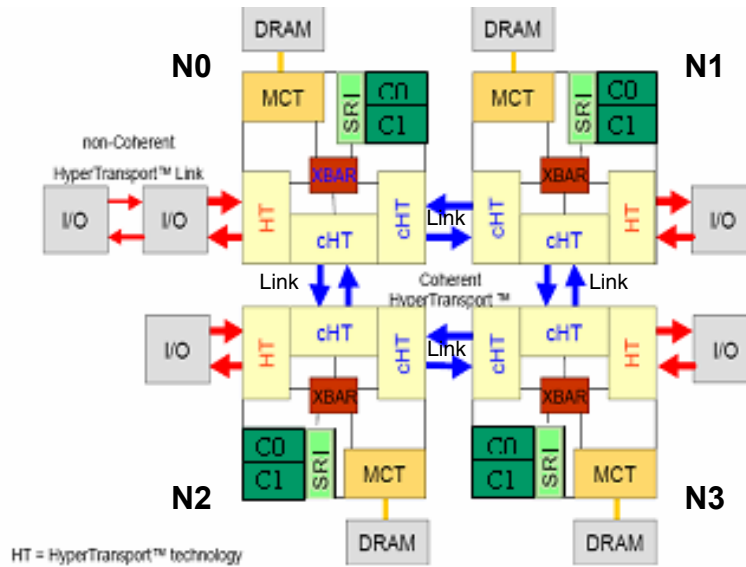 DRAM
DRAM
N0
N1
MCT
SRI
C0
C1
MCT
SRI
C0
C1
non-Coherent
HyperTransport™ Link
XBAR
XBAR
I/O
I/O
HT
cHT
cHT
Link
cHT
cHT
HT
I/O
Link
Coherent
HyperTransport ™
Link
I/O
HT
cHT
cHT
Link
cHT
cHT
HT
I/O
XBAR
XBAR
C0
C1
SRI
MCT
C0
C1
SRI
MCT
N2
N3
DRAM
DRAM
HT = HyperTransport™ technology